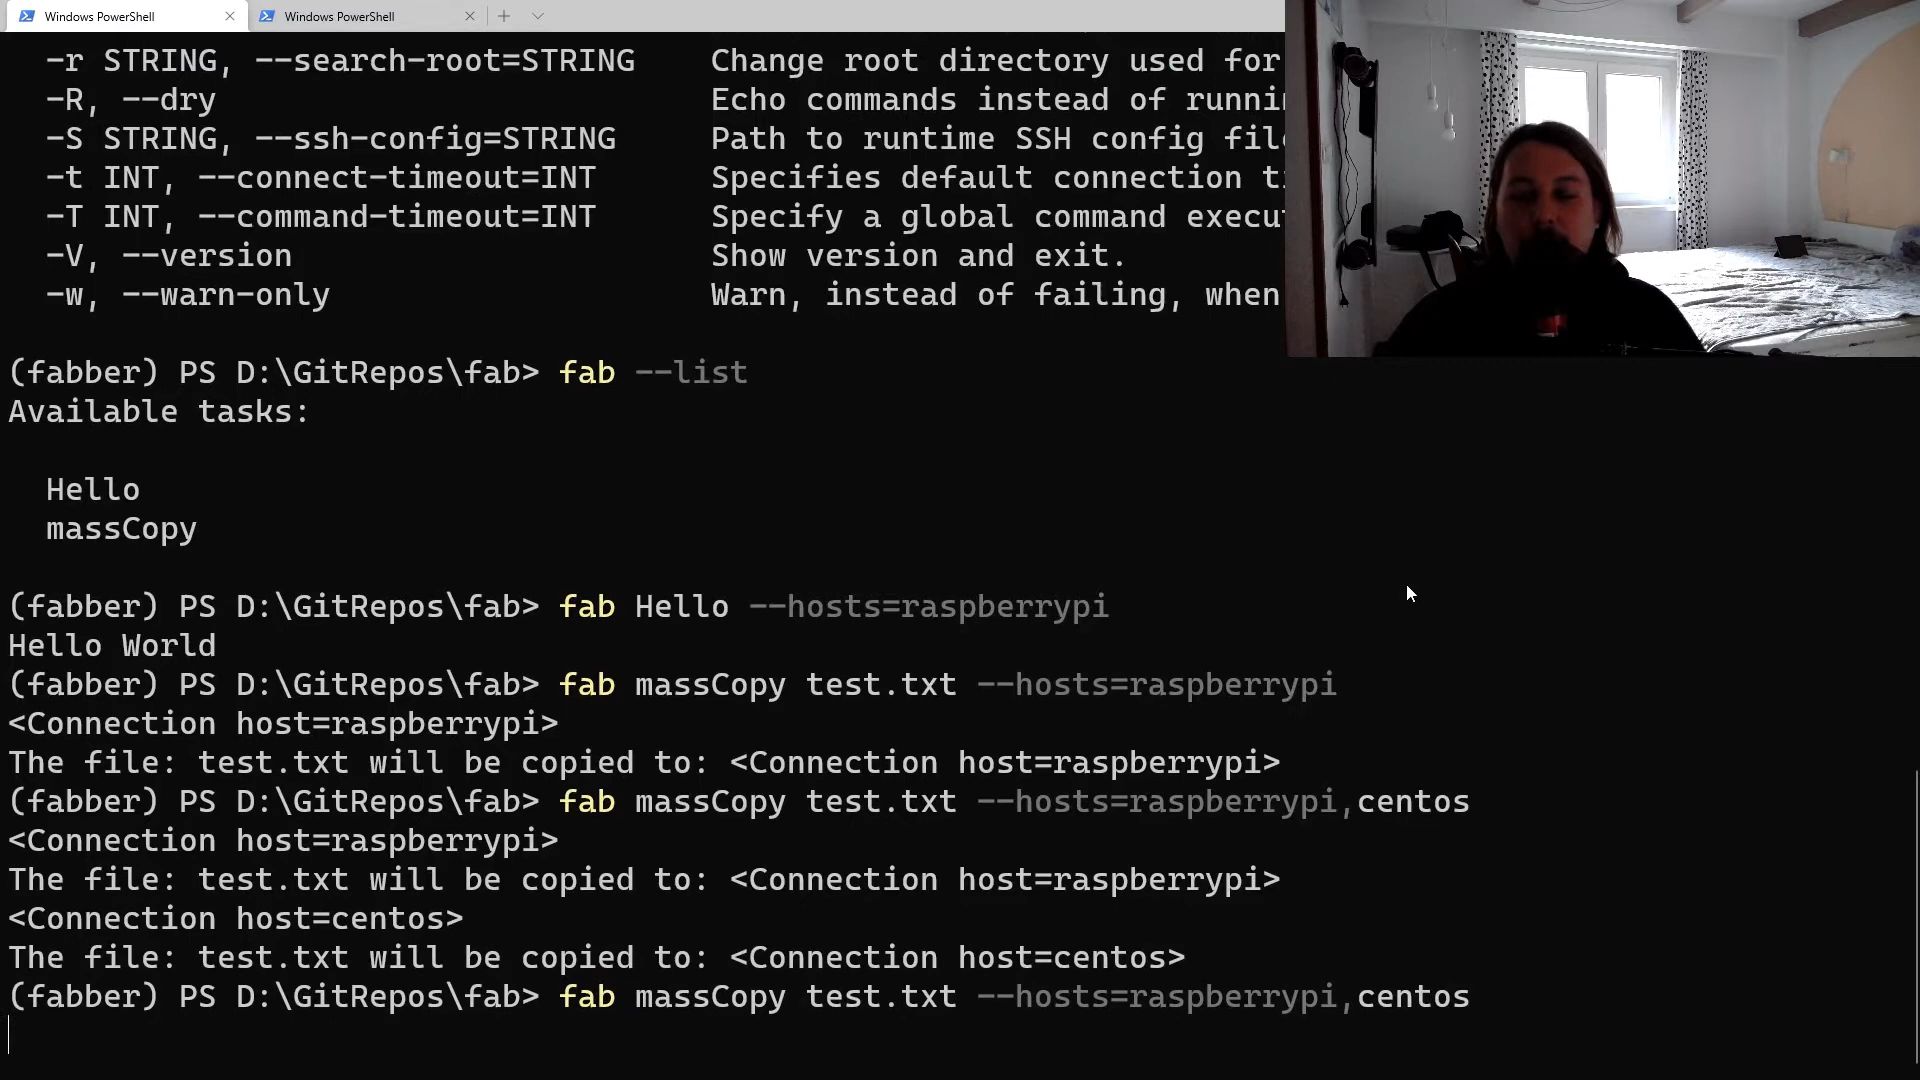 Windows PowerShell
Windows PowerShell
-r STRING, --search-root=STRING Change root directory used for
-R, --dry Echo commands instead of
-S STRING, --ssh-config=STRING Path to runtime SSH config
-t INT, --connect-timeout=INT Specifies default connection
-T INT, --command-timeout=INT Specify a global command
-V, --version Show version and exit.
-w, --warn-only Warn, instead of failing, when
(fabber) PS D:\GitRepos\fab> fab --list
Available tasks:
Hello
massCopy
(fabber) PS D:\GitRepos\fab> fab Hello --hosts=raspberrypi
Hello World
(fabber) PS D:\GitRepos\fab> fab massCopy test.txt --hosts=raspberrypi
<Connection host=raspberrypi>
The file: test.txt will be copied to: <Connection host=raspberrypi>
(fabber) PS D:\GitRepos\fab> fab massCopy test.txt --hosts=raspberrypi,centos
<Connection host=raspberrypi>
The file: test.txt will be copied to: <Connection host=raspberrypi>
<Connection host=centos>
The file: test.txt will be copied to: <Connection host=centos>
(fabber) PS D:\GitRepos\fab> fab massCopy test.txt --hosts=raspberrypi,centos